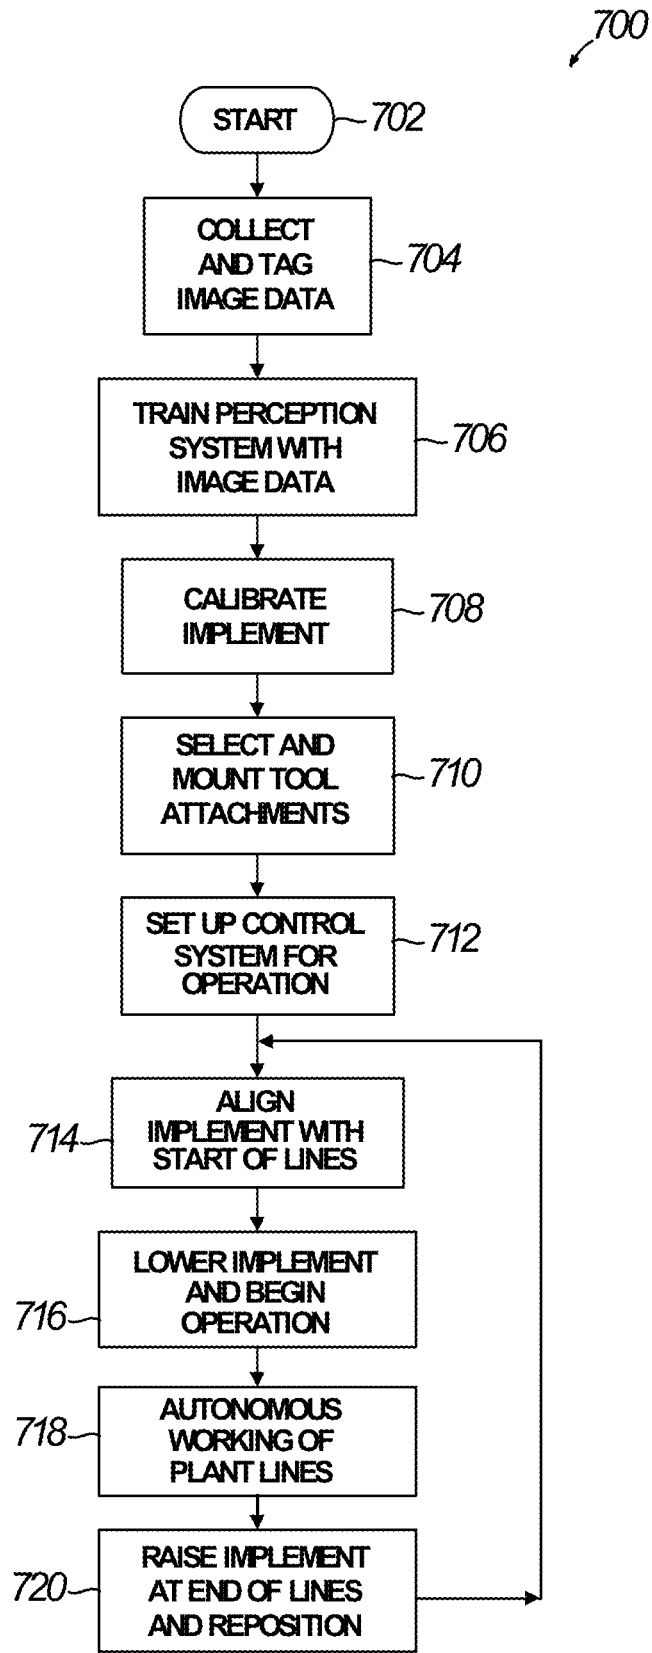 700
START
702
COLLECT
AND TAG
IMAGE DATA
704
TRAIN PERCEPTION
SYSTEM WITH
IMAGE DATA
706
CALIBRATE
IMPLEMENT
708
SELECT AND
MOUNT TOOL
ATTACHMENTS
710
SET UP CONTROL
SYSTEM FOR
OPERATION
712
ALIGN
IMPLEMENT WITH
START OF LINES
714
LOWER IMPLEMENT
AND BEGIN
OPERATION
716
AUTONOMOUS
WORKING OF
PLANT LINES
718
RAISE IMPLEMENT
AT END OF LINES
AND REPOSITION
720